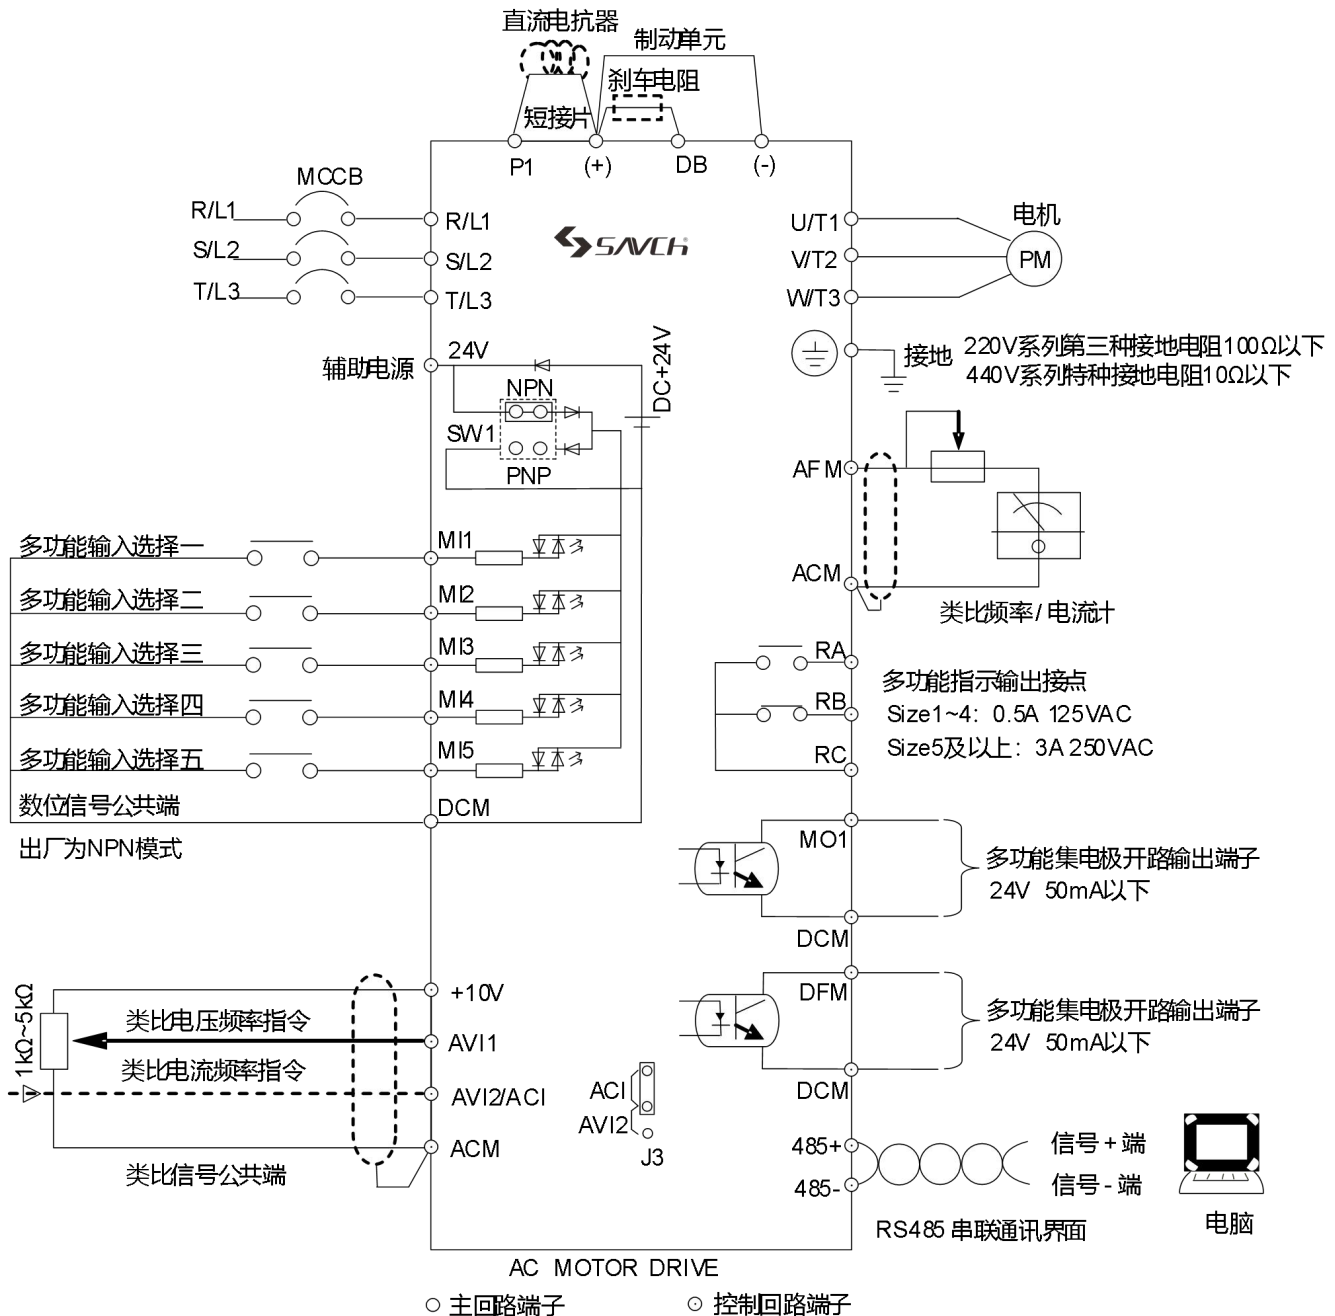 直流电抗器
制动单元
刹车电阻
短接片
P1
(+)
DB
(-)
MCCB
R/L1
R/L1
S/L2
S/L2
T/L3
T/L3
SAVCH
U/T1
V/T2
W/T3
电机
PM
辅助电源
24V
NPN
SW1
PNP
DC+24V
接地
220V系列第三种接地电阻100Ω以下
440V系列特种接地电阻10Ω以下
AFM
ACM
类比频率/电流计
多功能输入选择一
MI1
多功能输入选择二
MI2
多功能输入选择三
MI3
多功能输入选择四
MI4
多功能输入选择五
MI5
数位信号公共端
DCM
出厂为NPN模式
RA
RB
RC
多功能指示输出接点
Size1~4: 0.5A 125VAC
Size5及以上: 3A 250VAC
MO1
DCM
多功能集电极开路输出端子
24V 50mA以下
DFM
DCM
多功能集电极开路输出端子
24V 50mA以下
1kΩ~5kΩ
+10V
类比电压频率指令
AVI1
类比电流频率指令
AVI2/ACI
ACM
类比信号公共端
ACI
AVI2
J3
485+
485-
信号+端
信号-端
RS485 串联通讯界面
电脑
AC MOTOR DRIVE
主回路端子
控制回路端子